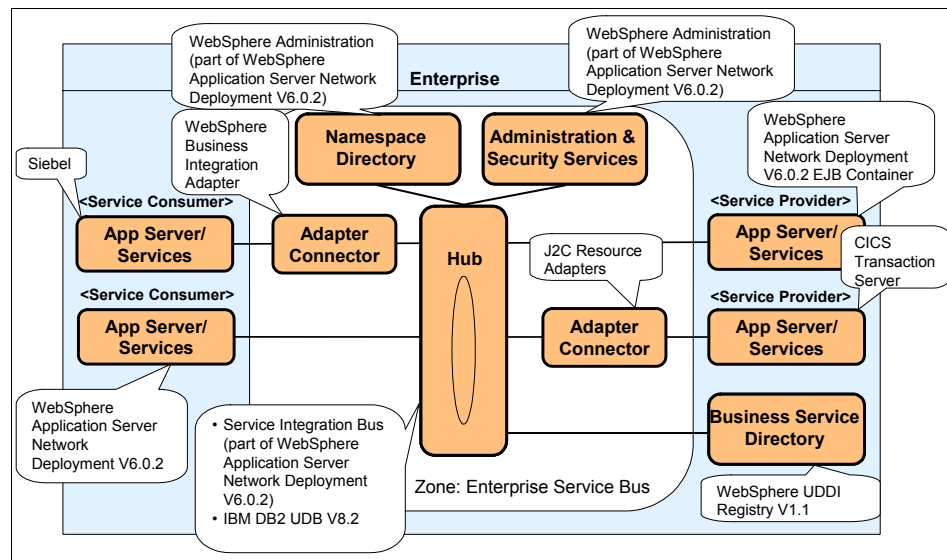 WebSphere Administration
(part of WebSphere
Application Server Network
Deployment V6.0.2)
WebSphere Administration
(part of WebSphere
Application Server Network
Deployment V6.0.2)
Enterprise
WebSphere
Business
Integration
Adapter
Namespace
Directory
Administration &
Security Services
WebSphere
Application Server
Network Deployment
V6.0.2 EJB Container
Siebel
<Service Consumer>
App Server/
Services
Adapter
Connector
Hub
J2C Resource
Adapters
<Service Provider>
App Server/
Services
CICS
Transaction
Server
<Service Consumer>
App Server/
Services
Adapter
Connector
<Service Provider>
App Server/
Services
WebSphere
Application Server
Network
Deployment V6.0.2
• Service Integration Bus
(part of WebSphere
Application Server
Network Deployment
V6.0.2)
• IBM DB2 UDB V8.2
Business Service
Directory
Zone: Enterprise Service Bus
WebSphere UDDI
Registry V1.1